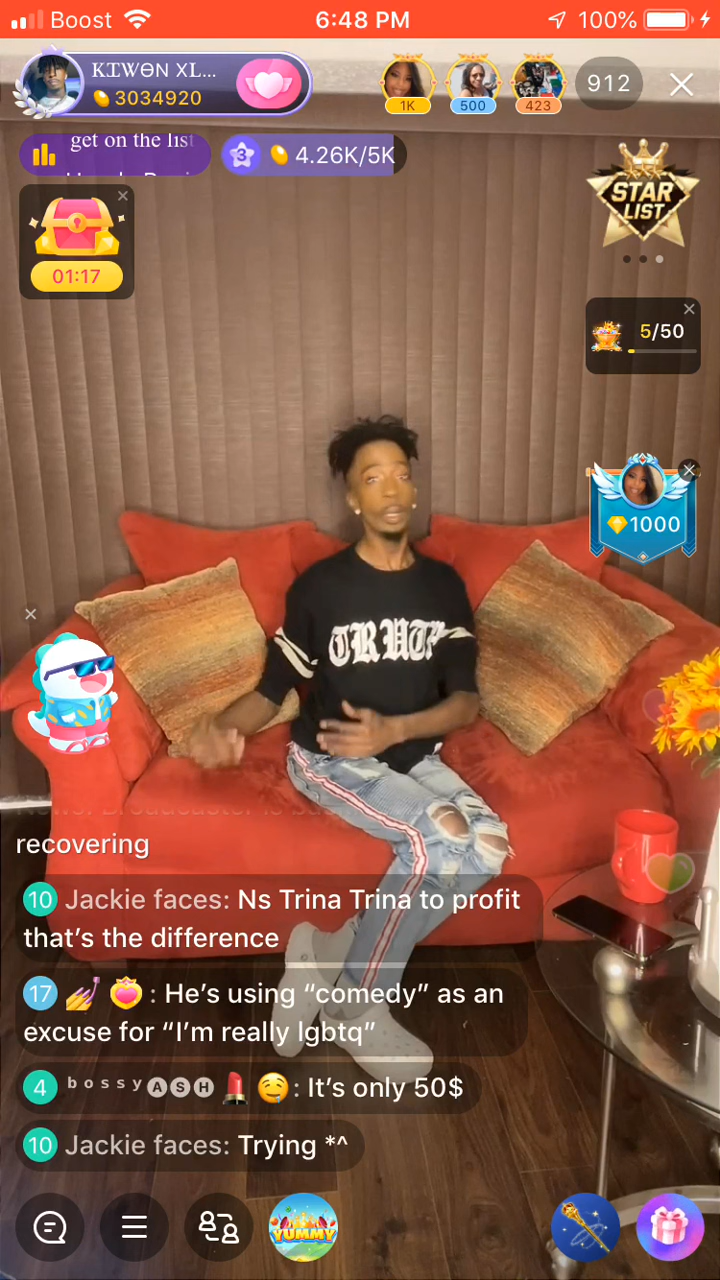 Boost 6:48 PM 100%
KIWΘN XL...
3034920
1K 500 423 912
get on the list
3 4.26K/5K
STAR
LIST
01:17
5/50
1000
TRUTH
recovering
10 Jackie faces: Ns Trina Trina to profit
that's the difference
17 💅 : He's using “comedy” as an
excuse for “I'm really lgbtq”
4 ᵇ ᵒ ˢ ˢ ʸ🅐🅢🅗💄🤤: It's only 50$
10 Jackie faces: Trying *^
YUMMY